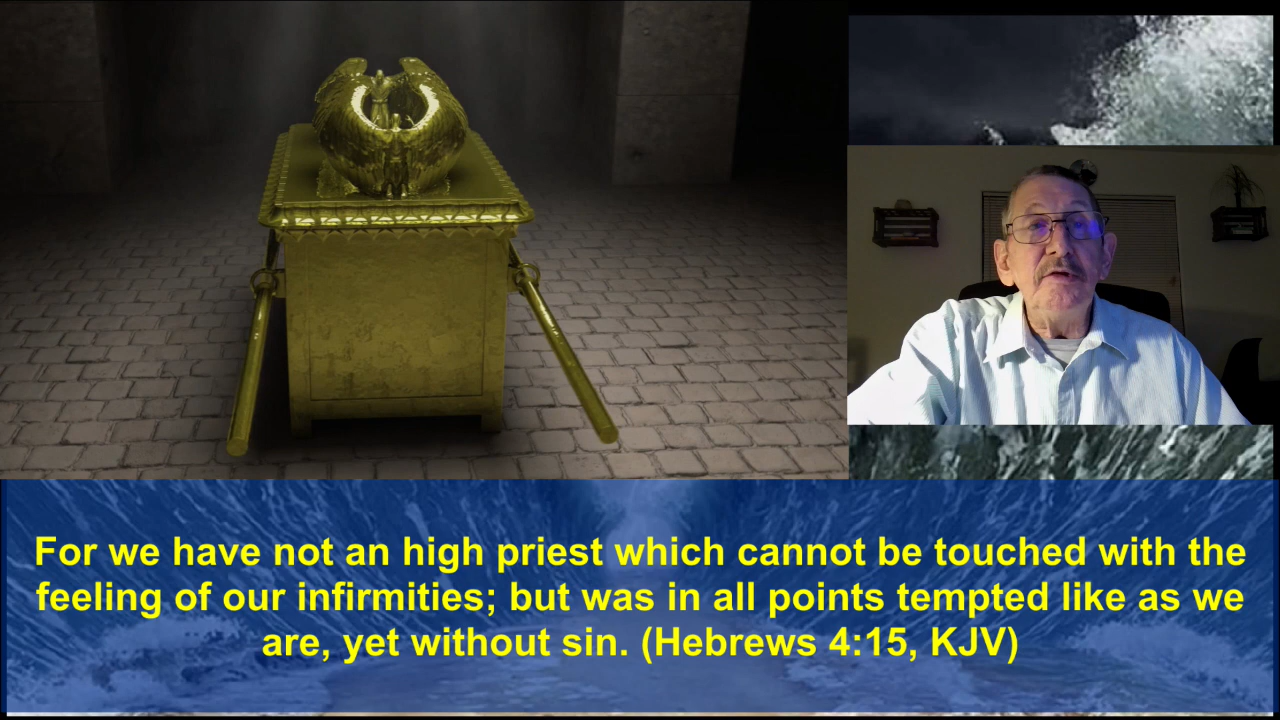 For we have not an high priest which cannot be touched with the
feeling of our infirmities; but was in all points tempted like as we
are, yet without sin. (Hebrews 4:15, KJV)